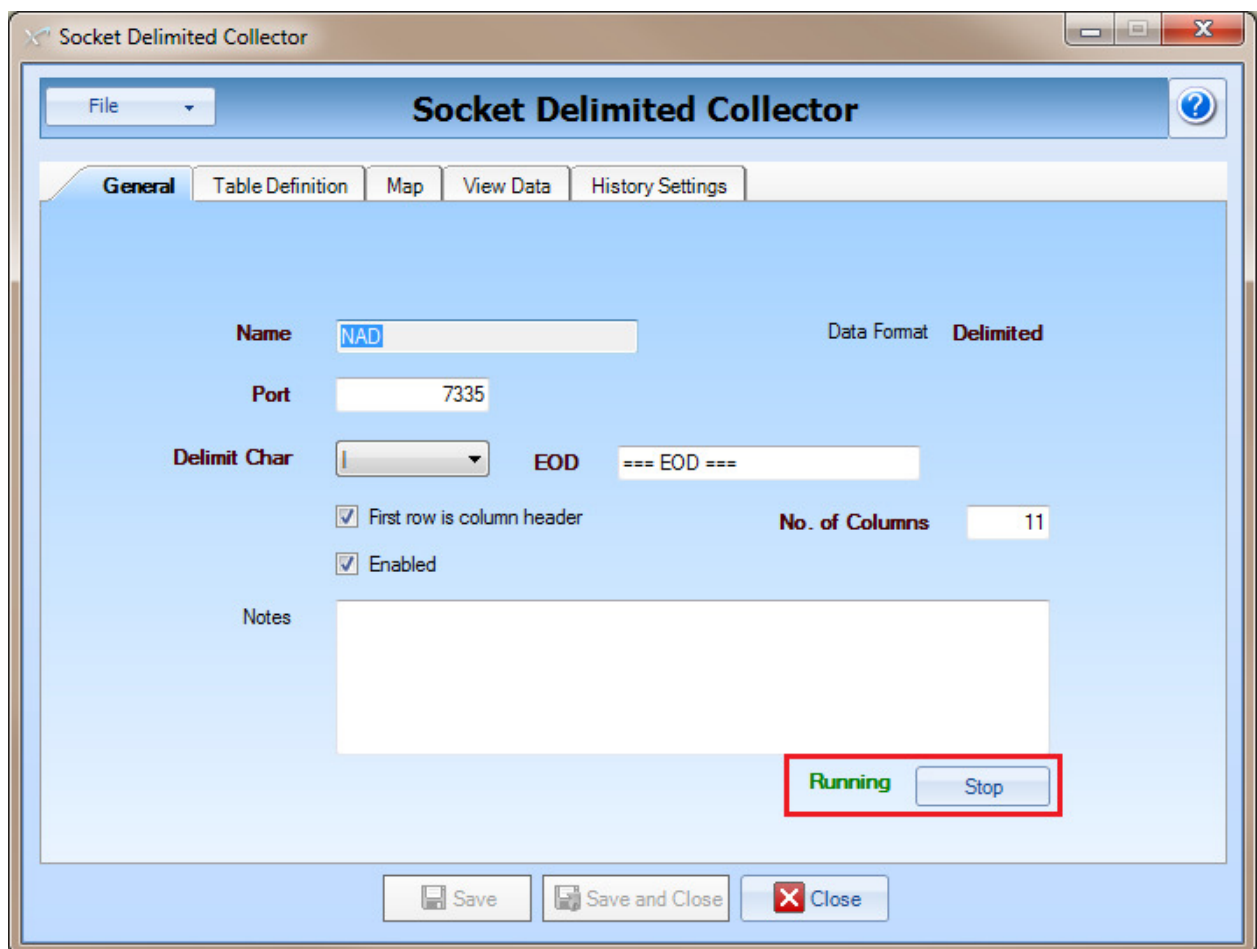 Socket Delimited Collector
File
Socket Delimited Collector
General Table Definition Map View Data History Settings
Name NAD Data Format Delimited
Port 7335
Delimit Char | EOD === EOD ===
First row is column header No. of Columns 11
Enabled
Notes
Running Stop
Save Save and Close Close